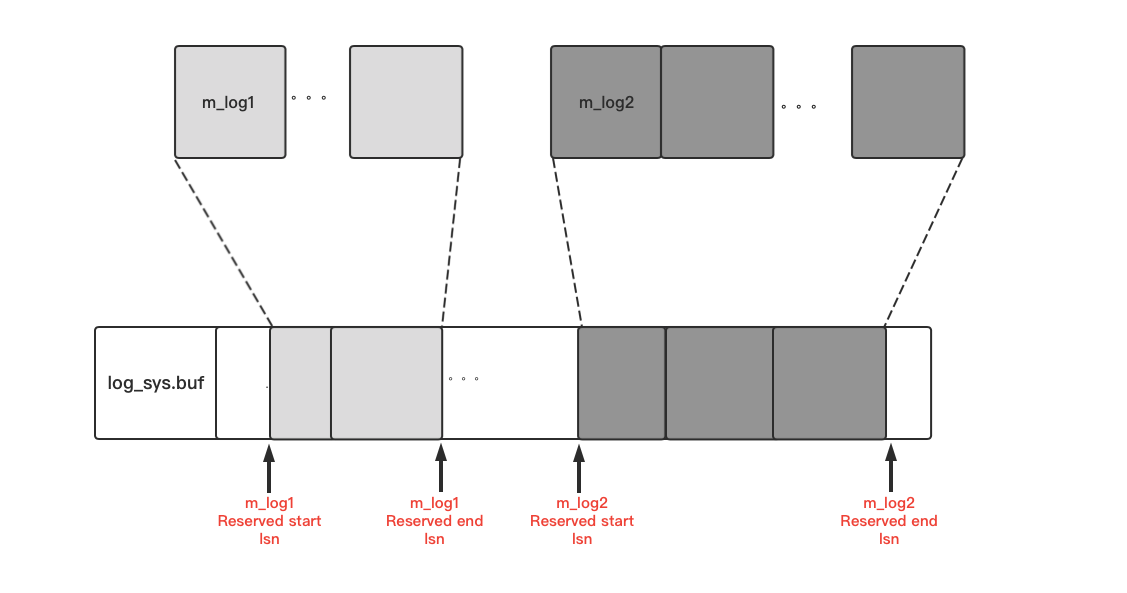 m_log1
m_log2
log_sys.buf
m_log1
Reserved start
lsn
m_log1
Reserved end
lsn
m_log2
Reserved start
lsn
m_log2
Reserved end
lsn